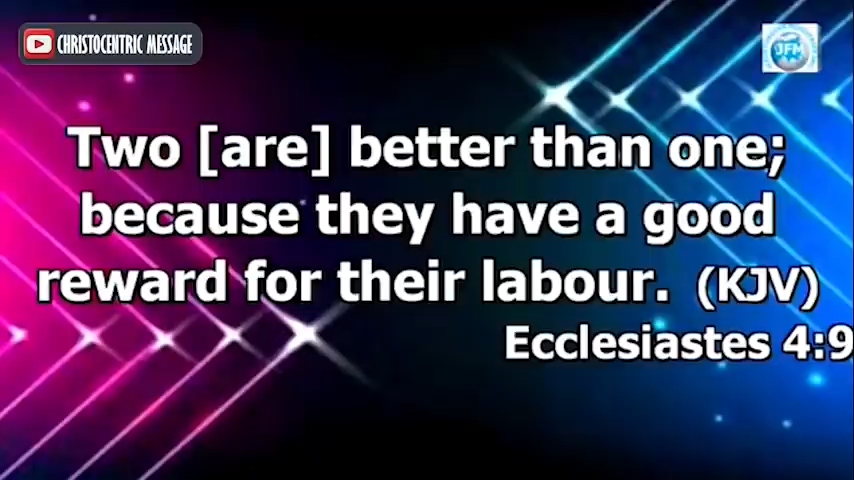 CHRISTOCENTRIC MESSAGE
JFM
Two [are] better than one;
because they have a good
reward for their labour. (KJV)
Ecclesiastes 4:9